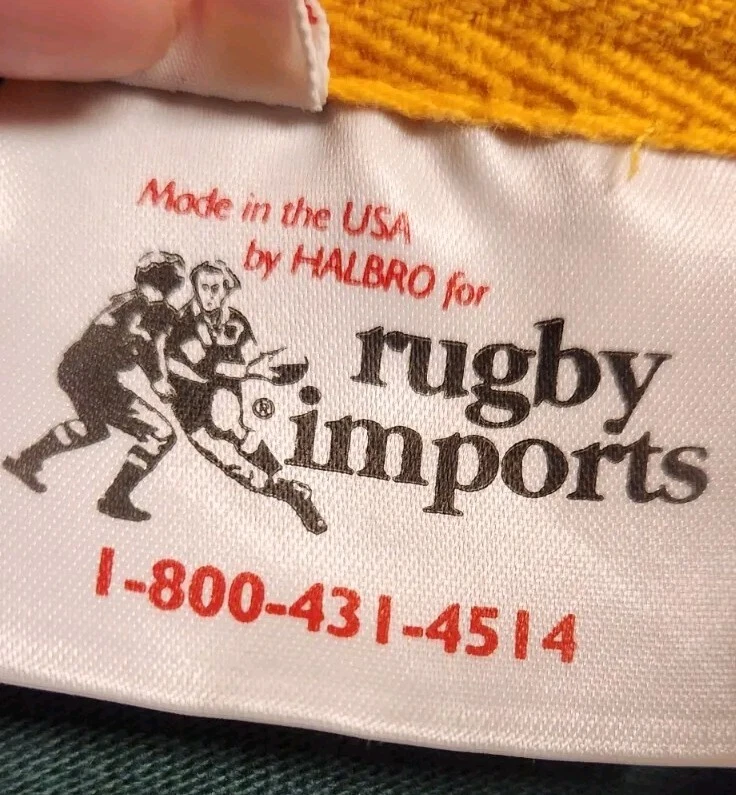 Made in the USA
by HALBRO for
rugby
®
imports
1-800-431-4514